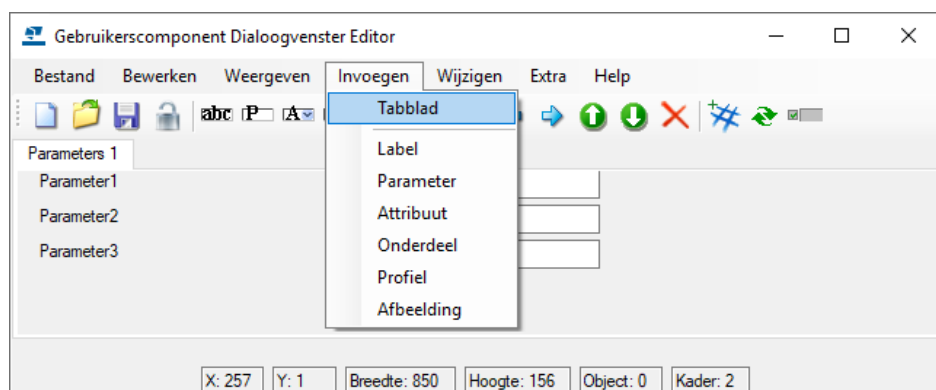 Gebruikerscomponent Dialoogvenster Editor
Bestand Bewerken Weergeven Invoegen Wijzigen Extra Help
abc P A
Tabblad
Parameters 1
Label
Parameter1
Parameter
Parameter2
Attribuut
Parameter3
Onderdeel
Profiel
Afbeelding
X: 257 Y: 1 Breedte: 850 Hoogte: 156 Object: 0 Kader: 2